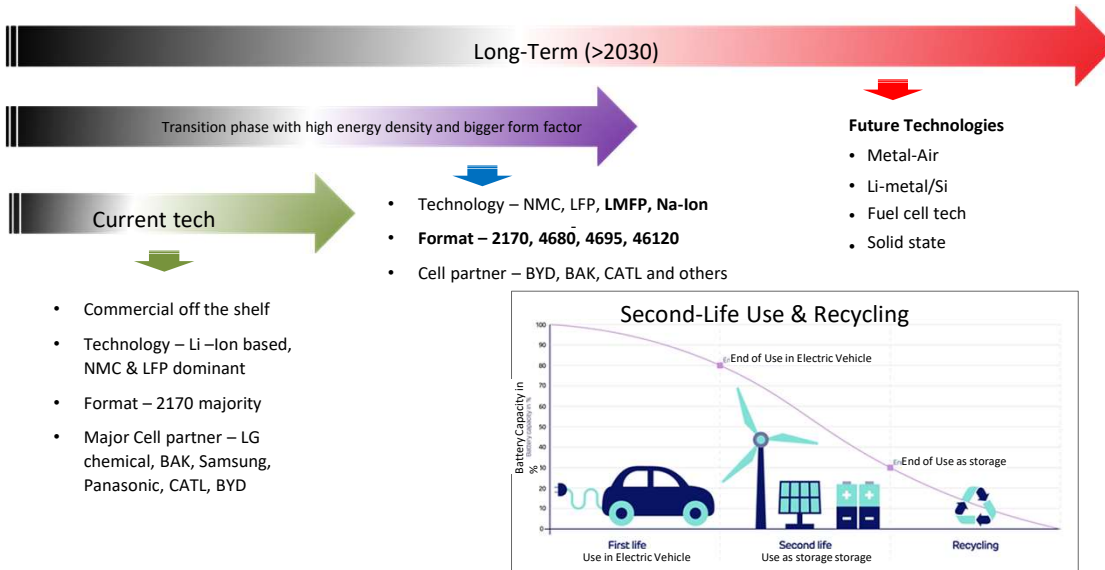 Long-Term (>2030)
Transition phase with high energy density and bigger form factor
Current tech
Future Technologies
• Metal-Air
• Li-metal/Si
• Fuel cell tech
• Solid state
• Technology – NMC, LFP, LMFP, Na-Ion
• Format – 2170, 4680, 4695, 46120
• Cell partner – BYD, BAK, CATL and others
• Commercial off the shelf
• Technology – Li –Ion based,
NMC & LFP dominant
• Format – 2170 majority
• Major Cell partner – LG
chemical, BAK, Samsung,
Panasonic, CATL, BYD
Second-Life Use & Recycling
Battery Capacity in
%
Battery capacity in %
100
90
80
70
60
50
40
30
20
10
0
End of Use in Electric Vehicle
End of Use as storage
First life
Use in Electric Vehicle
Second life
Use as storage storage
Recycling